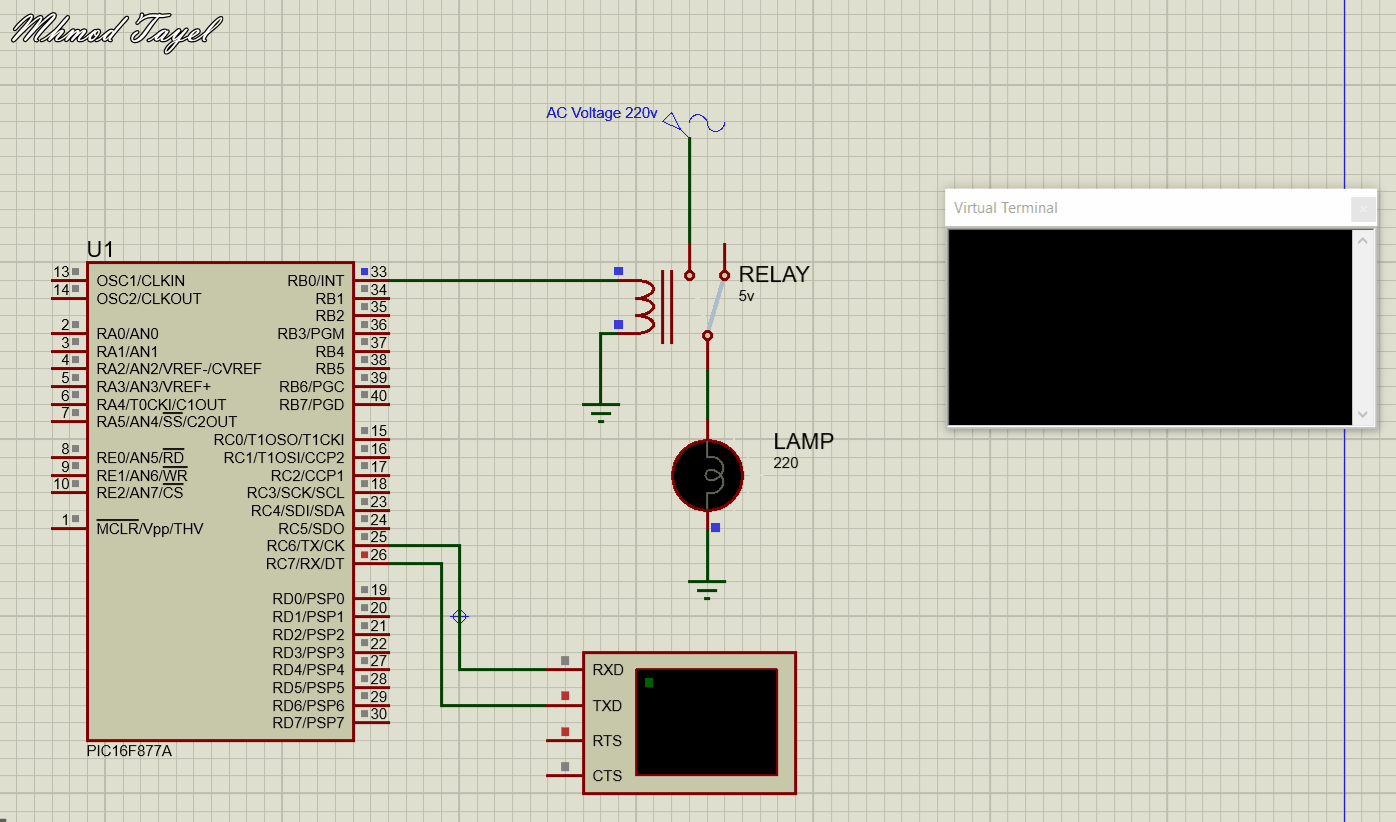 Mhmod Tayel
AC Voltage 220v
Virtual Terminal
RELAY
5v
U1
13 OSC1/CLKIN
14 OSC2/CLKOUT
2 RA0/AN0
3 RA1/AN1
4 RA2/AN2/VREF-/CVREF
5 RA3/AN3/VREF+
6 RA4/T0CKI/C1OUT
7 RA5/AN4/SS/C2OUT
8 RE0/AN5/RD
9 RE1/AN6/WR
10 RE2/AN7/CS
1 MCLR/Vpp/THV
RB0/INT 33
RB1 34
RB2 35
RB3/PGM 36
RB4 37
RB5 38
RB6/PGC 39
RB7/PGD 40
RC0/T1OSO/T1CKI 15
RC1/T1OSI/CCP2 16
RC2/CCP1 17
RC3/SCK/SCL 18
RC4/SDI/SDA 23
RC5/SDO 24
RC6/TX/CK 25
RC7/RX/DT 26
RD0/PSP0 19
RD1/PSP1 20
RD2/PSP2 21
RD3/PSP3 22
RD4/PSP4 27
RD5/PSP5 28
RD6/PSP6 29
RD7/PSP7 30
PIC16F877A
LAMP
220
RXD
TXD
RTS
CTS